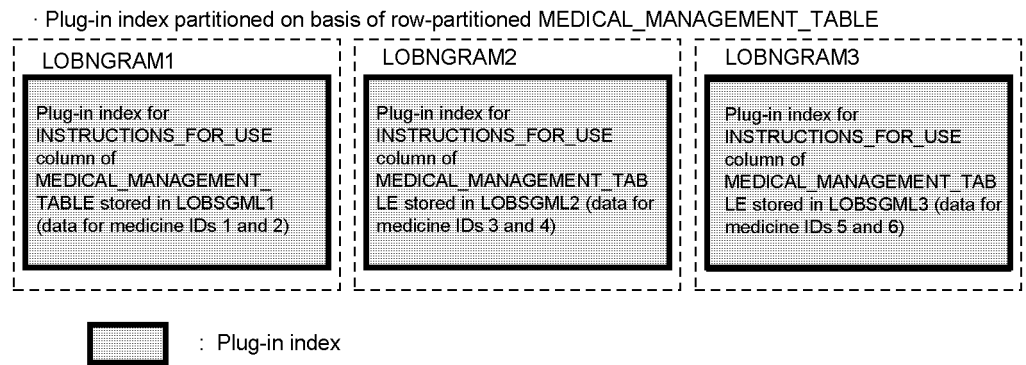 · Plug-in index partitioned on basis of row-partitioned MEDICAL_MANAGEMENT_TABLE
LOBNGRAM1
Plug-in index for
INSTRUCTIONS_FOR_USE
column of
MEDICAL_MANAGEMENT_
TABLE stored in LOBSGML1
(data for medicine IDs 1 and 2)
LOBNGRAM2
Plug-in index for
INSTRUCTIONS_FOR_USE
column of
MEDICAL_MANAGEMENT_TAB
LE stored in LOBSGML2 (data for
medicine IDs 3 and 4)
LOBNGRAM3
Plug-in index for
INSTRUCTIONS_FOR_USE
column of
MEDICAL_MANAGEMENT_TAB
LE stored in LOBSGML3 (data for
medicine IDs 5 and 6)
: Plug-in index